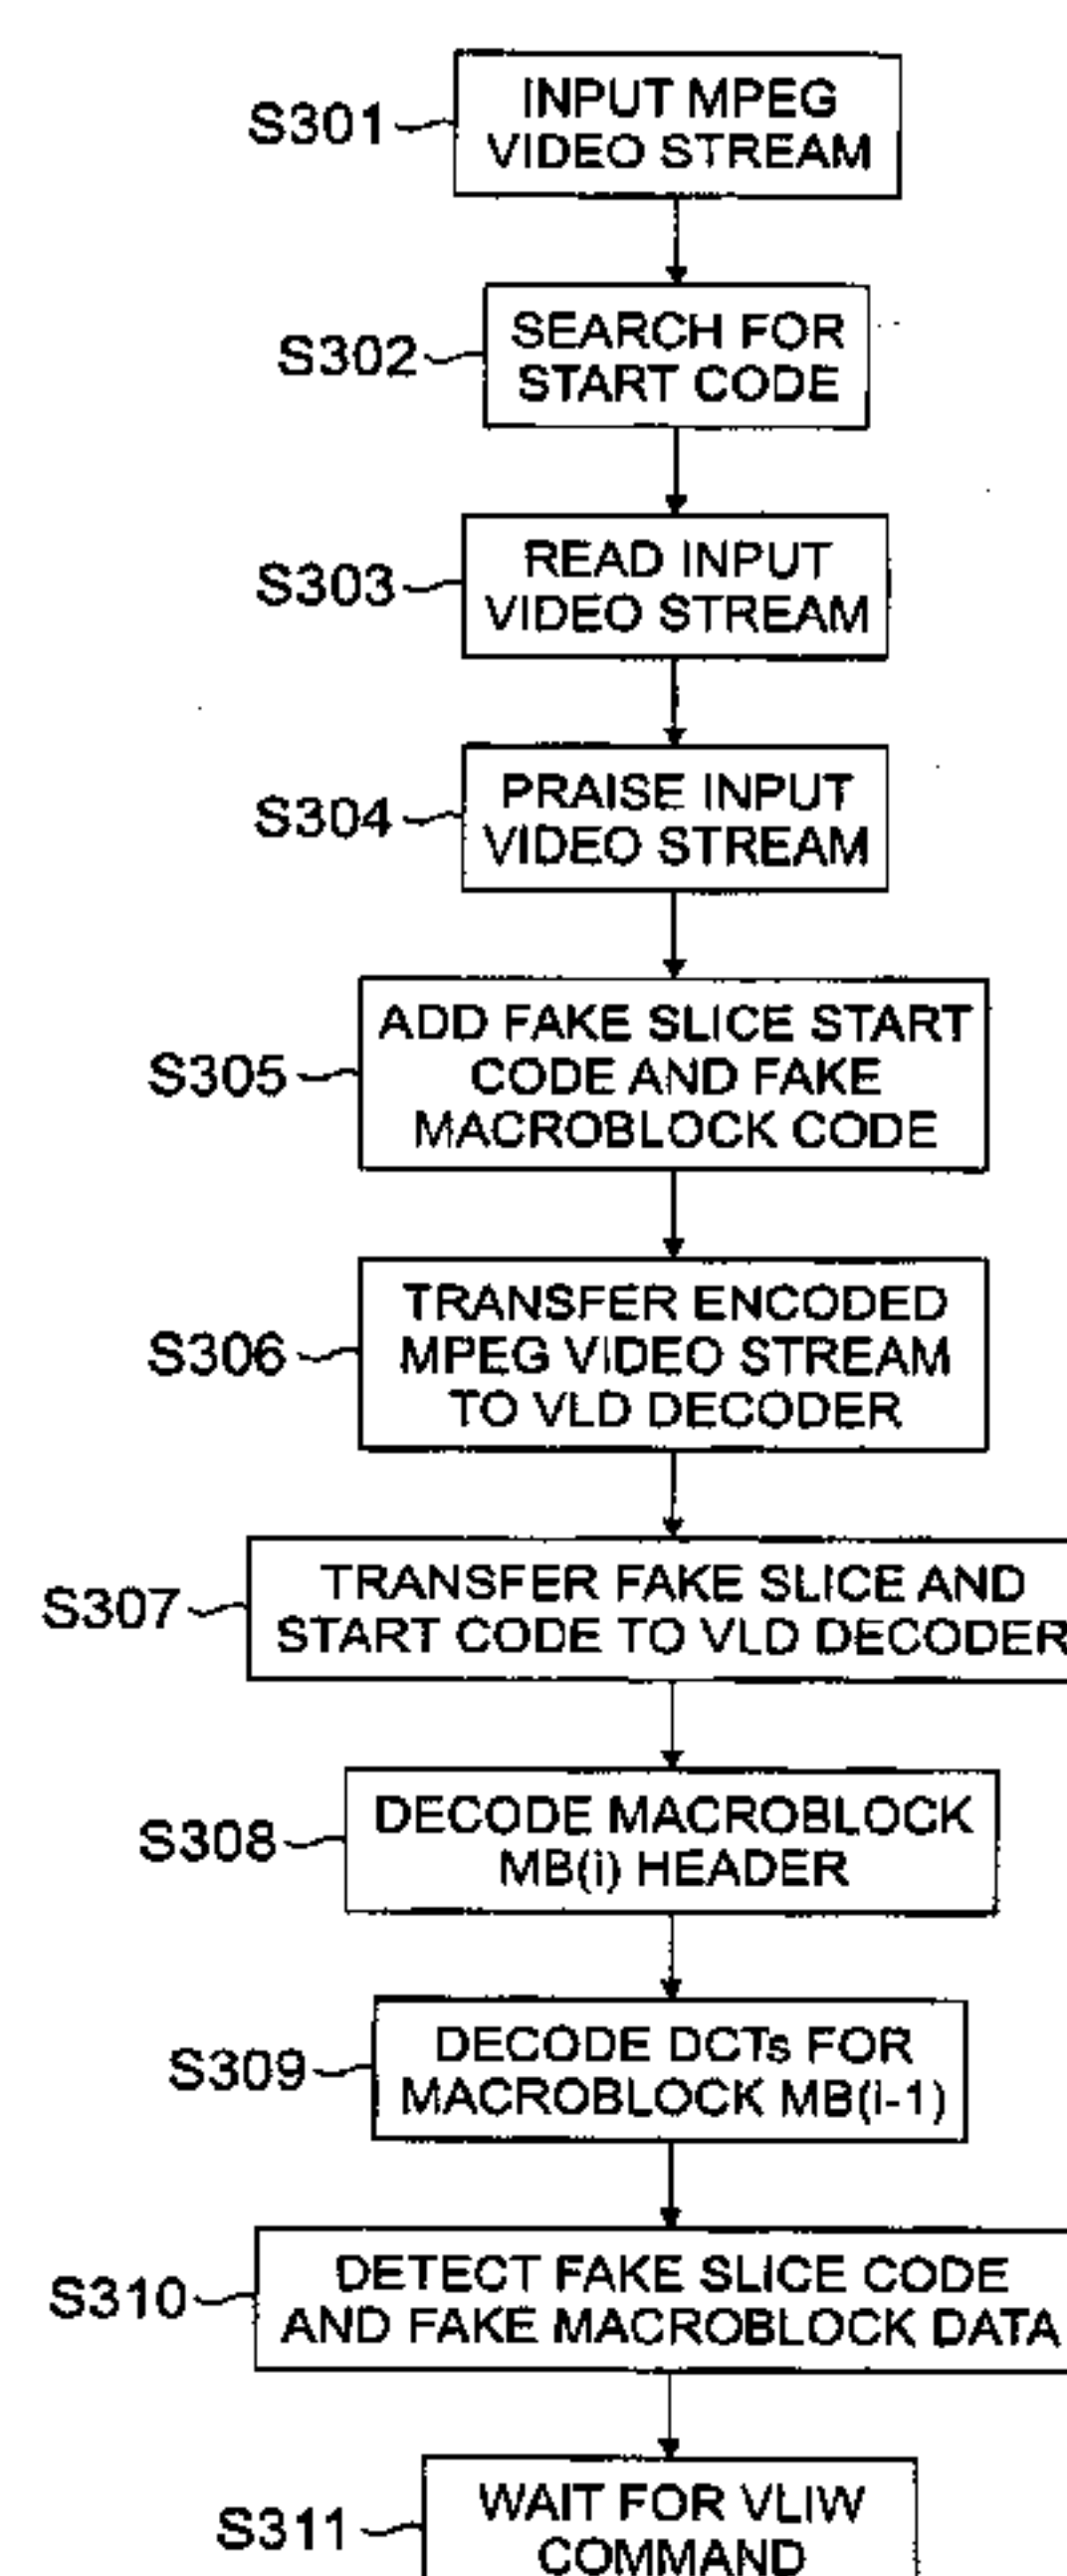 S301
INPUT MPEG
VIDEO STREAM
S302
SEARCH FOR
START CODE
S303
READ INPUT
VIDEO STREAM
S304
PRAISE INPUT
VIDEO STREAM
S305
ADD FAKE SLICE START
CODE AND FAKE
MACROBLOCK CODE
S306
TRANSFER ENCODED
MPEG VIDEO STREAM
TO VLD DECODER
S307
TRANSFER FAKE SLICE AND
START CODE TO VLD DECODER
S308
DECODE MACROBLOCK
MB(i) HEADER
S309
DECODE DCTs FOR
MACROBLOCK MB(i-1)
S310
DETECT FAKE SLICE CODE
AND FAKE MACROBLOCK DATA
S311
WAIT FOR VLIW
COMMAND